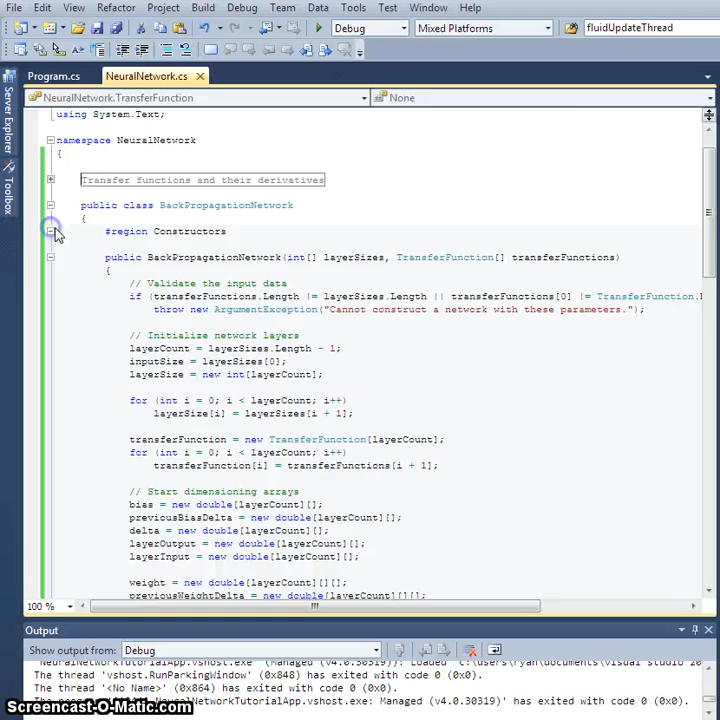 File Edit View Refactor Project Build Debug Team Data Tools Test Window Help
Debug Mixed Platforms fluidUpdateThread
Program.cs NeuralNetwork.cs
NeuralNetwork.TransferFunction None
using System.Text;
namespace NeuralNetwork
{
Transfer functions and their derivatives
public class BackPropagationNetwork
{
#region Constructors
public BackPropagationNetwork(int[] layerSizes, TransferFunction[] transferFunctions)
{
// Validate the input data
if (transferFunctions.Length != layerSizes.Length || transferFunctions[0] != TransferFunction.
throw new ArgumentException("Cannot construct a network with these parameters.");
// Initialize network layers
layerCount = layerSizes.Length - 1;
inputSize = layerSizes[0];
layerSize = new int[layerCount];
for (int i = 0; i < layerCount; i++)
layerSize[i] = layerSizes[i + 1];
transferFunction = new TransferFunction[layerCount];
for (int i = 0; i < layerCount; i++)
transferFunction[i] = transferFunctions[i + 1];
// Start dimensioning arrays
bias = new double[layerCount][];
previousBiasDelta = new double[layerCount][];
delta = new double[layerCount][];
layerOutput = new double[layerCount][];
layerInput = new double[layerCount][];
weight = new double[layerCount][][];
previousWeightDelta = new double[layerCount][][];
100 %
Output
Show output from: Debug
'NeuralNetworkTutorialApp.vshost.exe' (Managed (v4.0.30319)): Loaded 'C:\users\ryan\documents\visual studio 20
The thread 'vshost.RunParkingWindow' (0x848) has exited with code 0 (0x0).
The thread '<No Name>' (0x864) has exited with code 0 (0x0).
NeuralNetworkTutorialApp.vshost.exe: Managed (v4.0.30319)' has exited with code 0 (0x0).
Screencast-O-Matic.com
Server Explorer
Toolbox